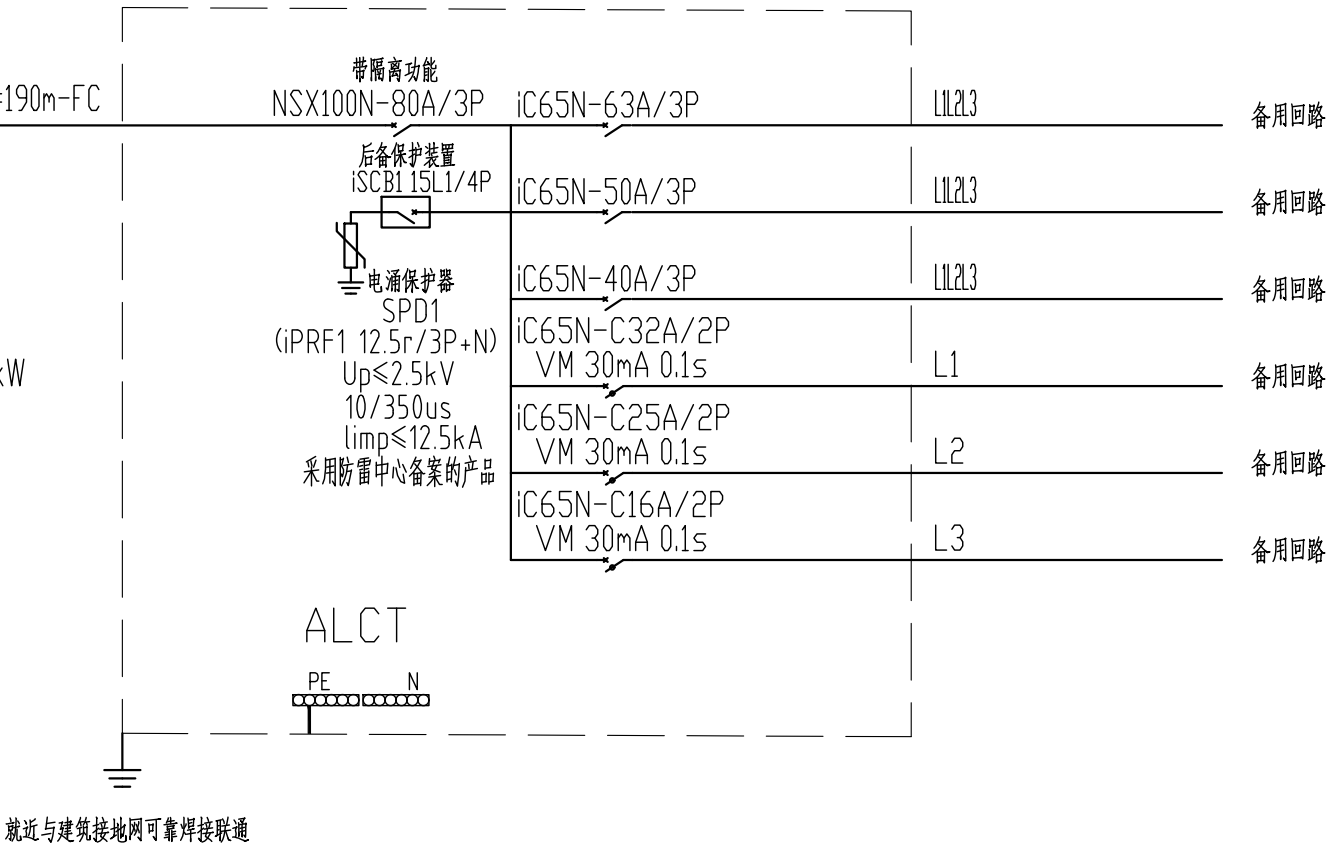 =190m-FC
带隔离功能
NSX100N-80A/3P
iC65N-63A/3P
L1L2L3
备用回路
后备保护装置
iSCB1 15L1/4P
iC65N-50A/3P
L1L2L3
备用回路
iC65N-40A/3P
L1L2L3
备用回路
电涌保护器
SPD1
(iPRF1 12.5r/3P+N)
Up≤2.5kV
10/350us
limp≤12.5kA
采用防雷中心备案的产品
kW
iC65N-C32A/2P
VM 30mA 0.1s
L1
备用回路
iC65N-C25A/2P
VM 30mA 0.1s
L2
备用回路
iC65N-C16A/2P
VM 30mA 0.1s
L3
备用回路
ALCT
PE
N
就近与建筑接地网可靠焊接联通